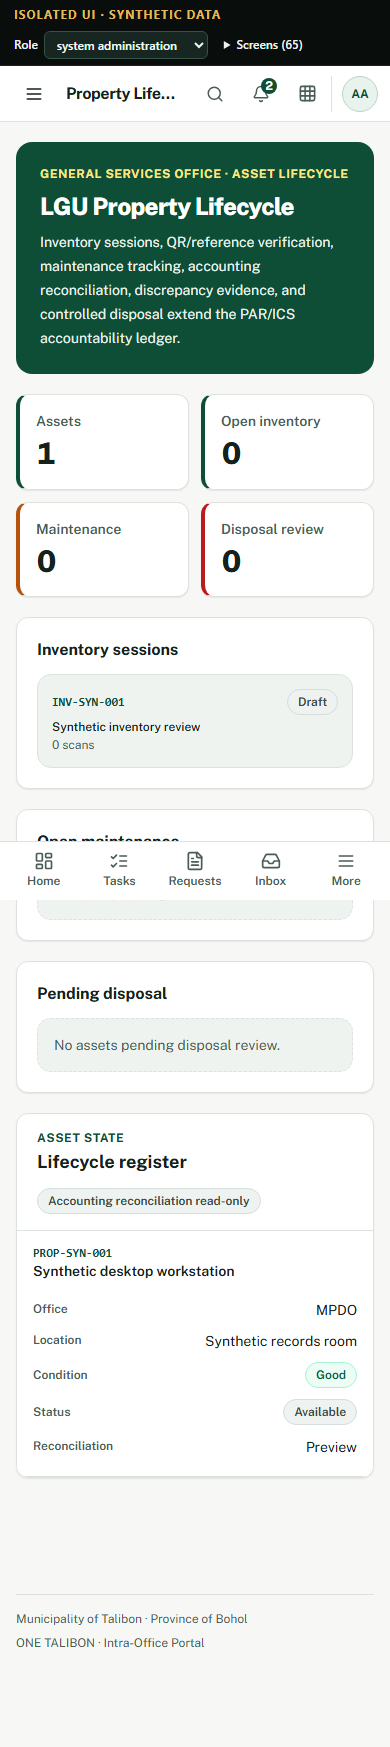 ISOLATED UI · SYNTHETIC DATA
Role system administration Screens (65)
Property Life... 2 AA
GENERAL SERVICES OFFICE · ASSET LIFECYCLE
LGU Property Lifecycle
Inventory sessions, QR/reference verification,
maintenance tracking, accounting
reconciliation, discrepancy evidence, and
controlled disposal extend the PAR/ICS
accountability ledger.
Assets
1
Open inventory
0
Maintenance
0
Disposal review
0
Inventory sessions
INV-SYN-001 Draft
Synthetic inventory review
0 scans
Open maintenance
Home Tasks Requests Inbox More
Pending disposal
No assets pending disposal review.
ASSET STATE
Lifecycle register
Accounting reconciliation read-only
PROP-SYN-001
Synthetic desktop workstation
Office MPDO
Location Synthetic records room
Condition Good
Status Available
Reconciliation Preview
Municipality of Talibon · Province of Bohol
ONE TALIBON · Intra-Office Portal